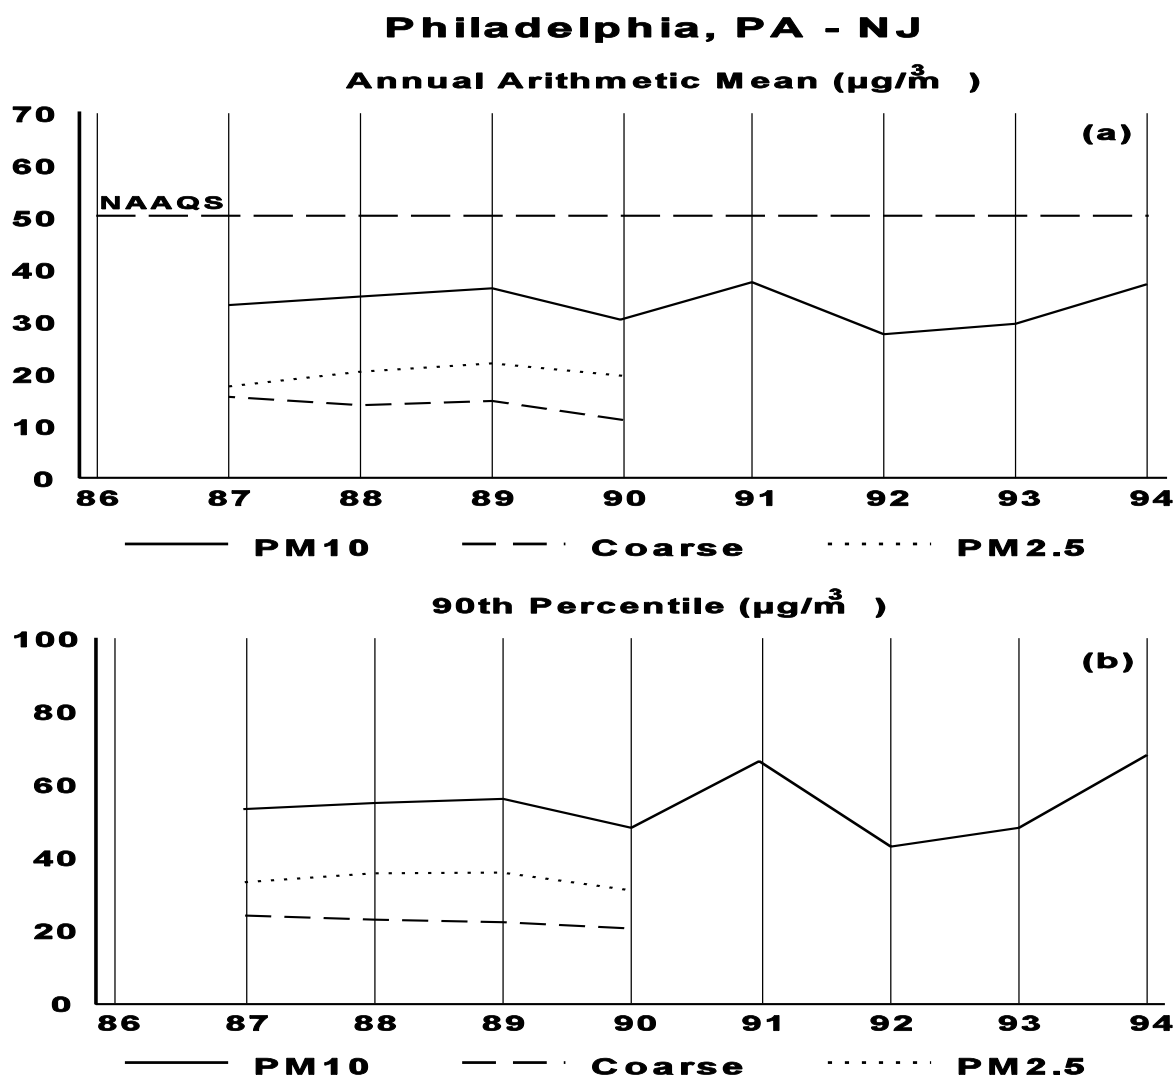 Philadelphia, PA - NJ
Annual Arithmetic Mean (µg/m³ )
(a)
70
60
50
40
30
20
10
0
NAAQS
86 87 88 89 90 91 92 93 94
PM10 Coarse PM2.5
90th Percentile (µg/m³ )
(b)
100
80
60
40
20
0
86 87 88 89 90 91 92 93 94
PM10 Coarse PM2.5